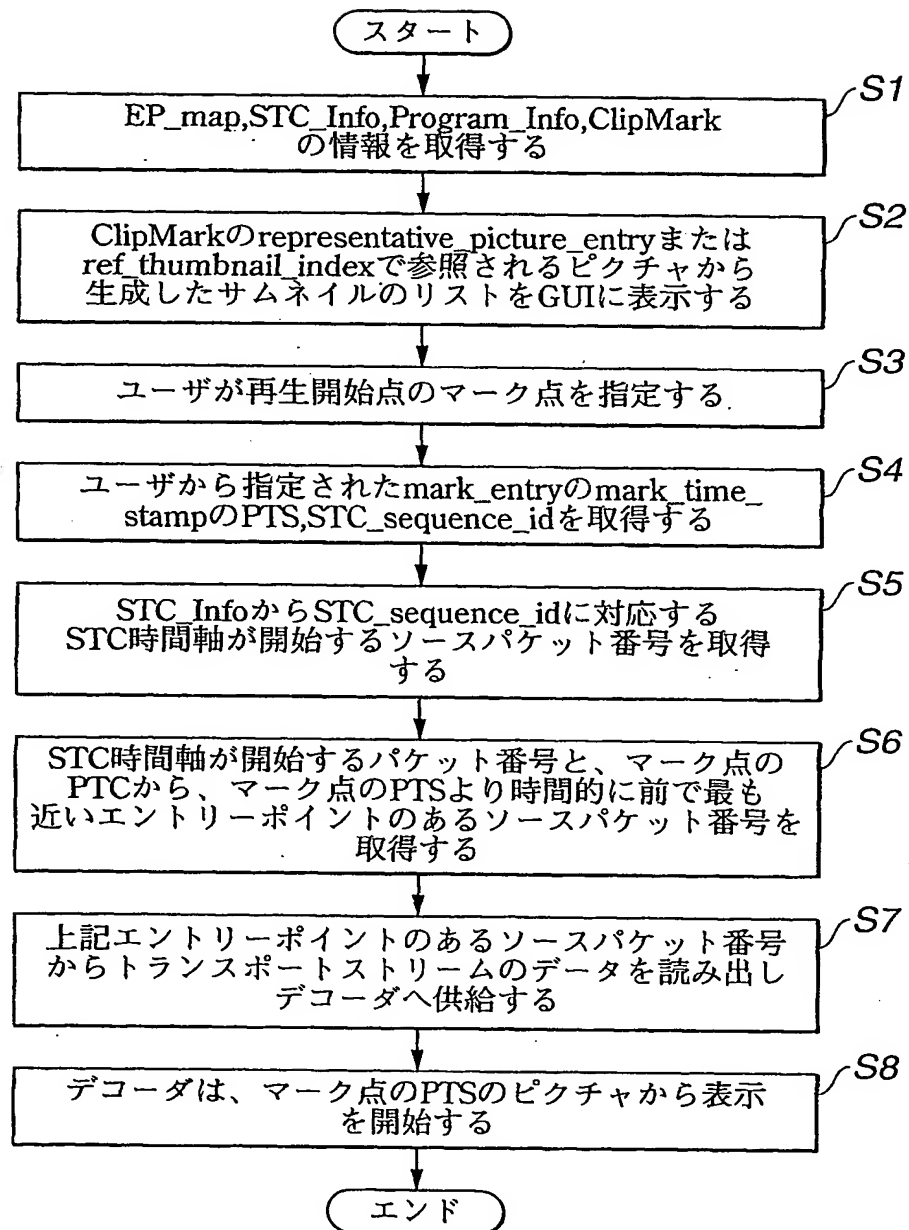 スタート
S1
EP_map,STC_Info,Program_Info,ClipMark
の情報を取得する
S2
ClipMarkのrepresentative_picture_entryまたは
ref_thumbnail_indexで参照されるピクチャから
生成したサムネイルのリストをGUIに表示する
S3
ユーザが再生開始点のマーク点を指定する
S4
ユーザから指定されたmark_entryのmark_time_
stampのPTS,STC_sequence_idを取得する
S5
STC_InfoからSTC_sequence_idに対応する
STC時間軸が開始するソースパケット番号を取得
する
S6
STC時間軸が開始するパケット番号と、マーク点の
PTCから、マーク点のPTSより時間的に前で最も
近いエントリーポイントのあるソースパケット番号を
取得する
S7
上記エントリーポイントのあるソースパケット番号
からトランスポートストリームのデータを読み出し
デコーダへ供給する
S8
デコーダは、マーク点のPTSのピクチャから表示
を開始する
エンド